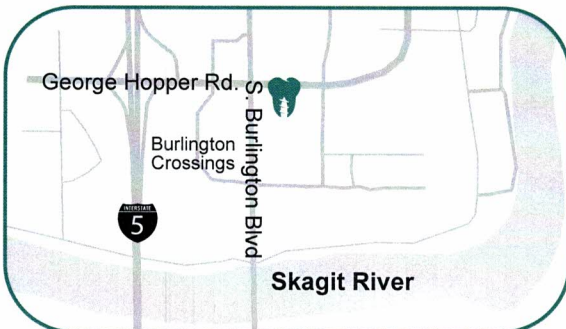 George Hopper Rd.
S. Burlington Blvd
Burlington
Crossings
INTERSTATE
5
Skagit River